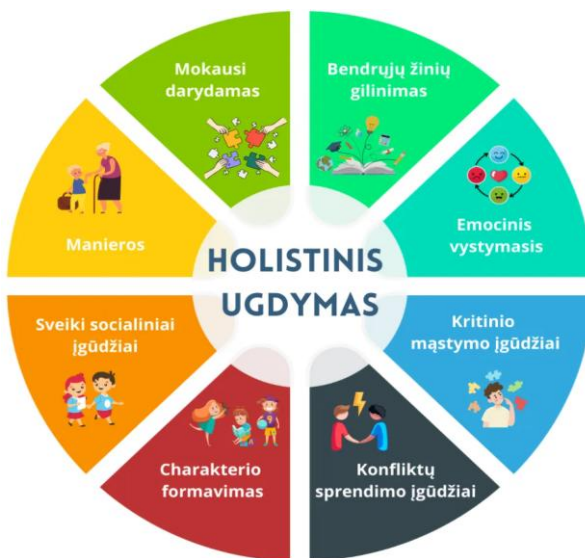 Mokausi
darydamas
Bendrųjų žinių
gilinimas
Manieros
Emocinis
vystymasis
HOLISTINIS
UGDYMAS
Sveiki socialiniai
įgūdžiai
Kritinio
mąstymo įgūdžiai
Charakterio
formavimas
Konfliktų
sprendimo įgūdžiai